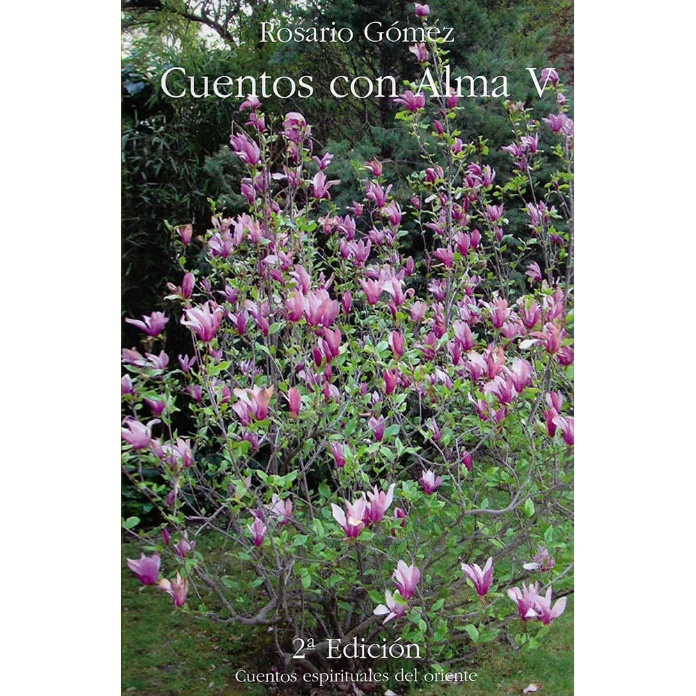 Rosario Gómez
Cuentos con Alma V
2ª Edición
Cuentos espirituales del oriente